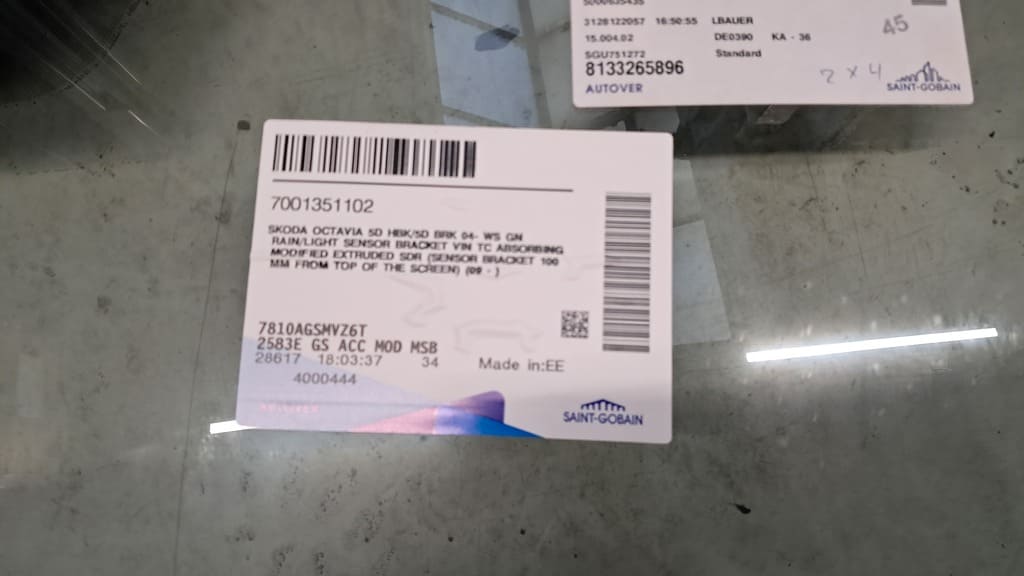 3128122057 16:50:55 LBAUER
15.004.02 DE0390 KA - 36
SGU751272 Standard
8133265896
AUTOVER
45
2 x 4
SAINT-GOBAIN
7001351102
SKODA OCTAVIA 5D HBK/5D BRK 04- WS GN
RAIN/LIGHT SENSOR BRACKET VIN TC ABSORBING
MODIFIED EXTRUDED SDR (SENSOR BRACKET 100
MM FROM TOP OF THE SCREEN) (09 - )
7810AGSMVZ6T
2583E GS ACC MOD MSB
28617 18:03:37 34 Made in:EE
4000444
AUTOVER
SAINT-GOBAIN